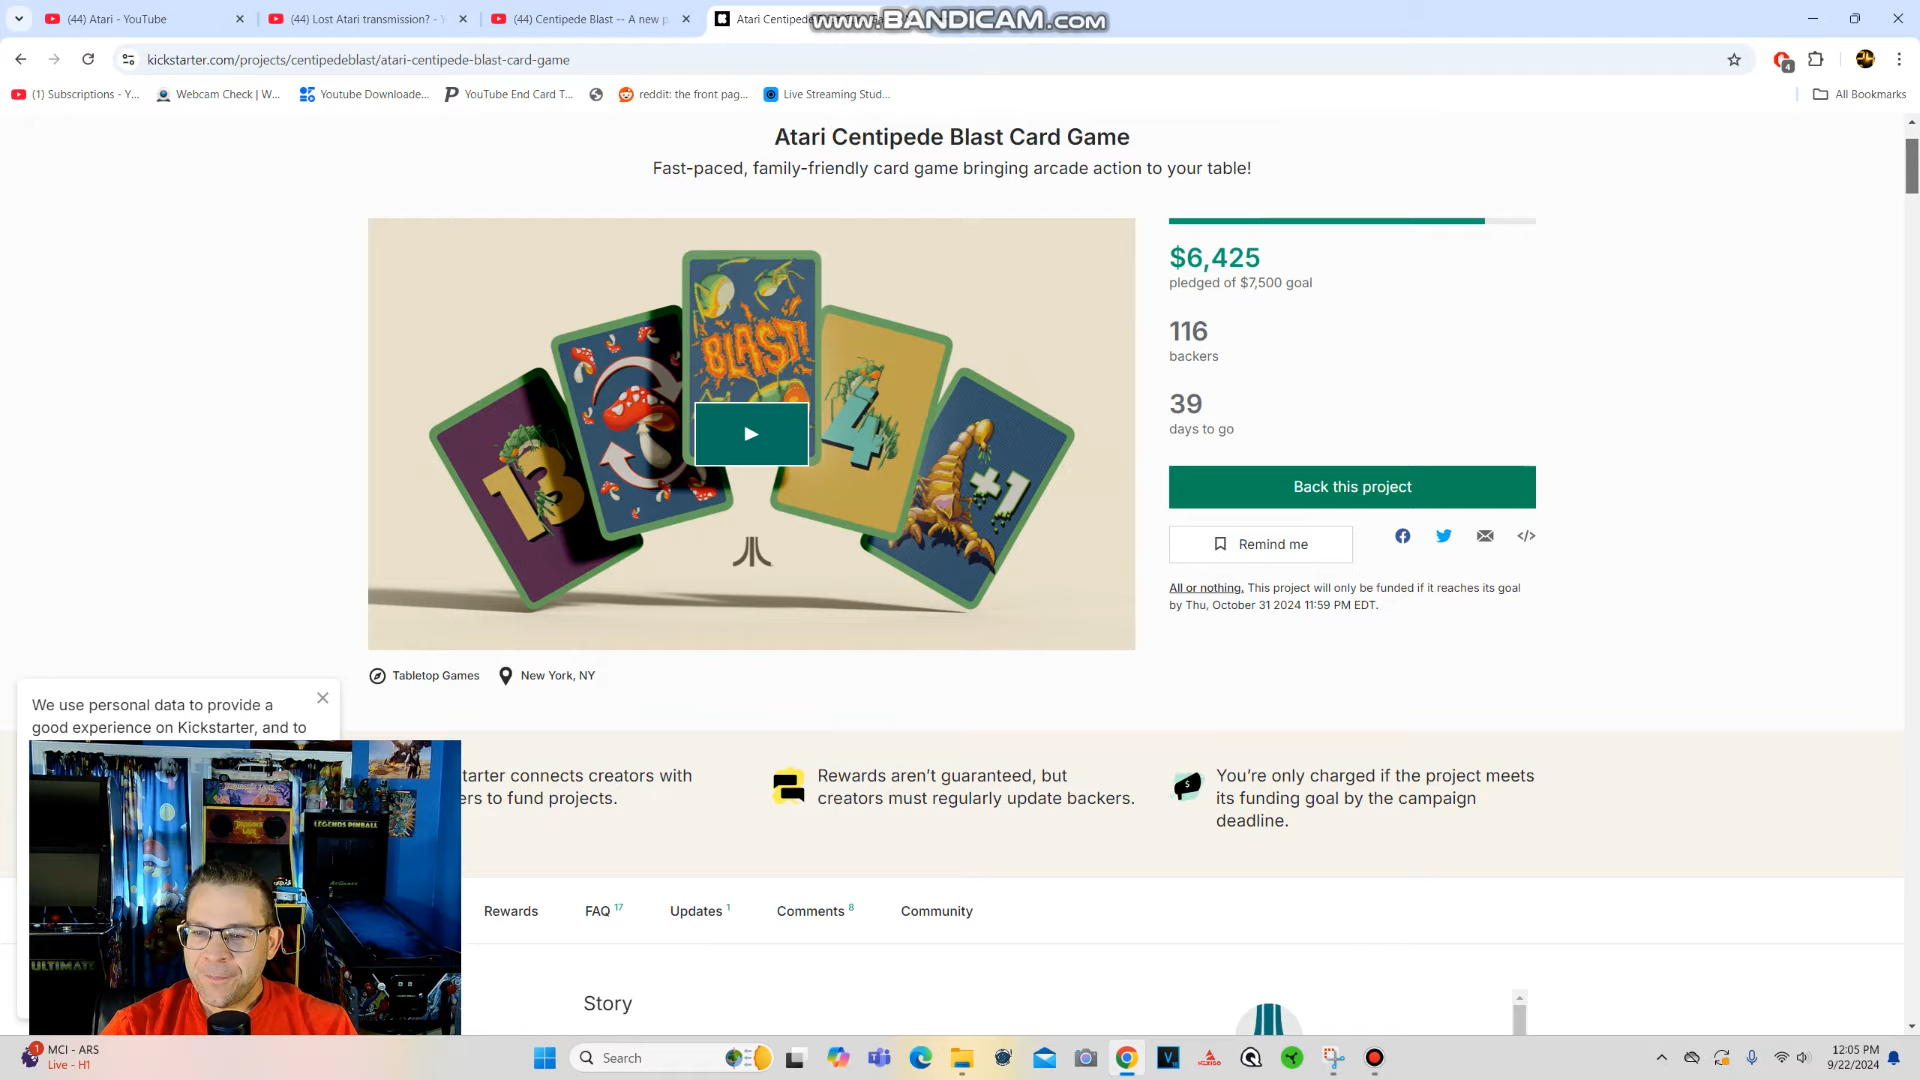 (44) Atari - YouTube
(44) Lost Atari transmission? -
(44) Centipede Blast -- A new p
Atari Centipede
www.BANDICAM.com
kickstarter.com/projects/centipedeblast/atari-centipede-blast-card-game
4
(1) Subscriptions - Y...
Webcam Check | W...
Youtube Downloade...
YouTube End Card T...
reddit: the front pag...
Live Streaming Stud...
All Bookmarks
Atari Centipede Blast Card Game
Fast-paced, family-friendly card game bringing arcade action to your table!
BLAST!
13
4
+1
$6,425
pledged of $7,500 goal
116
backers
39
days to go
Back this project
Remind me
All or nothing. This project will only be funded if it reaches its goal
by Thu, October 31 2024 11:59 PM EDT.
Tabletop Games
New York, NY
We use personal data to provide a
good experience on Kickstarter, and to
tarter connects creators with
ers to fund projects.
Rewards aren't guaranteed, but
creators must regularly update backers.
You're only charged if the project meets
its funding goal by the campaign
deadline.
LEGENDS PINBALL
ULTIMATE
Rewards
FAQ 17
Updates 1
Comments 8
Community
Story
1
MCI - ARS
Live - H1
Search
12:05 PM
9/22/2024